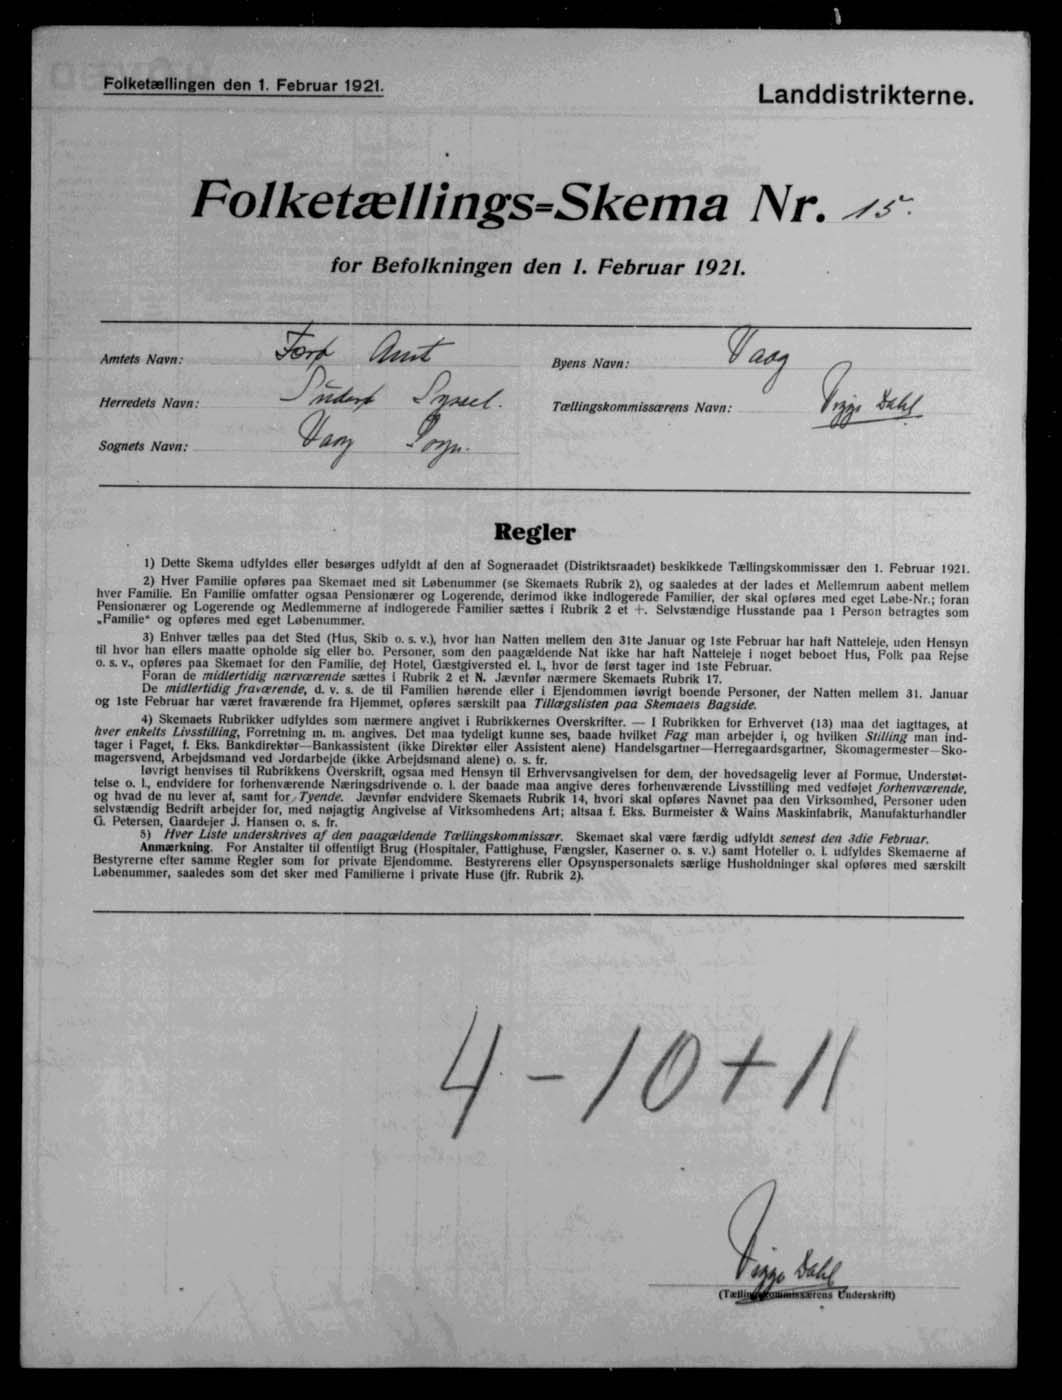 Folketællingen den 1. Februar 1921.
Landdistrikterne.
Folketællings=Skema Nr. 15.
for Befolkningen den 1. Februar 1921.
Amtets Navn: Færø Amt
Byens Navn: Vaag
Herredets Navn: Suderø Syssel.
Tællingskommissærens Navn: Viggo Dahl
Sognets Navn: Vaag Sogn.
Regler
1) Dette Skema udfyldes eller besørges udfyldt af den af Sogneraadet (Distriktsraadet) beskikkede Tællingskommissær den 1. Februar 1921.
2) Hver Familie opføres paa Skemaet med sit Løbenummer (se Skemaets Rubrik 2), og saaledes at der lades et Mellemrum aabent mellem
hver Familie. En Familie omfatter ogsaa Pensionærer og Logerende, derimod ikke indlogerede Familier, der skal opføres med eget Løbe-Nr.; foran
Pensionærer og Logerende og Medlemmerne af indlogerede Familier sættes i Rubrik 2 et +. Selvstændige Husstande paa 1 Person betragtes som
„Familie“ og opføres med eget Løbenummer.
3) Enhver tælles paa det Sted (Hus, Skib o. s. v.), hvor han Natten mellem den 31te Januar og 1ste Februar har haft Natteleje, uden Hensyn
til hvor han ellers maatte opholde sig eller bo. Personer, som den paagældende Nat ikke har haft Natteleje i noget beboet Hus, Folk paa Rejse
o. s. v., opføres paa Skemaet for den Familie, det Hotel, Gæstgiversted el. l., hvor de først tager ind 1ste Februar.
Foran de midlertidig nærværende sættes i Rubrik 2 et N. Jævnfør nærmere Skemaets Rubrik 17.
De midlertidig fraværende, d. v. s. de til Familien hørende eller i Ejendommen iøvrigt boende Personer, der Natten mellem 31. Januar
og 1ste Februar har været fraværende fra Hjemmet, opføres særskilt paa Tillægslisten paa Skemaets Bagside.
4) Skemaets Rubrikker udfyldes som nærmere angivet i Rubrikkernes Overskrifter. — I Rubrikken for Erhvervet (13) maa det iagttages, at
hver enkelts Livsstilling, Forretning m. m. angives. Det maa tydeligt kunne ses, baade hvilket Fag man arbejder i, og hvilken Stilling man ind-
tager i Faget, f. Eks. Bankdirektør—Bankassistent (ikke Direktør eller Assistent alene) Handelsgartner—Herregaardsgartner, Skomagermester—Sko-
magersvend, Arbejdsmand ved Jordarbejde (ikke Arbejdsmand alene) o. s. fr.
Iøvrigt henvises til Rubrikkens Overskrift, ogsaa med Hensyn til Erhvervsangivelsen for dem, der hovedsagelig lever af Formue, Understøt-
telse o. l., endvidere for forhenværende Næringsdrivende o. l. der baade maa angive deres forhenværende Livsstilling med vedføjet forhenværende,
og hvad de nu lever af, samt for Tyende. Jævnfør endvidere Skemaets Rubrik 14, hvori skal opføres Navnet paa den Virksomhed, Personer uden
selvstændig Bedrift arbejder for, med nøjagtig Angivelse af Virksomhedens Art; altsaa f. Eks. Burmeister & Wains Maskinfabrik, Manufakturhandler
G. Petersen, Gaardejer J. Hansen o. s. fr.
5) Hver Liste underskrives af den paagældende Tællingskommissær. Skemaet skal være færdig udfyldt senest den 3die Februar.
Anmærkning. For Anstalter til offentligt Brug (Hospitaler, Fattighuse, Fængsler, Kaserner o. s. v.) samt Hoteller o. l. udfyldes Skemaerne af
Bestyrerne efter samme Regler som for private Ejendomme. Bestyrerens eller Opsynspersonalets særlige Husholdninger skal opføres med særskilt
Løbenummer, saaledes som det sker med Familierne i private Huse (jfr. Rubrik 2).
4 - 10 + 11
Viggo Dahl
(Tællingskommissærens Underskrift)